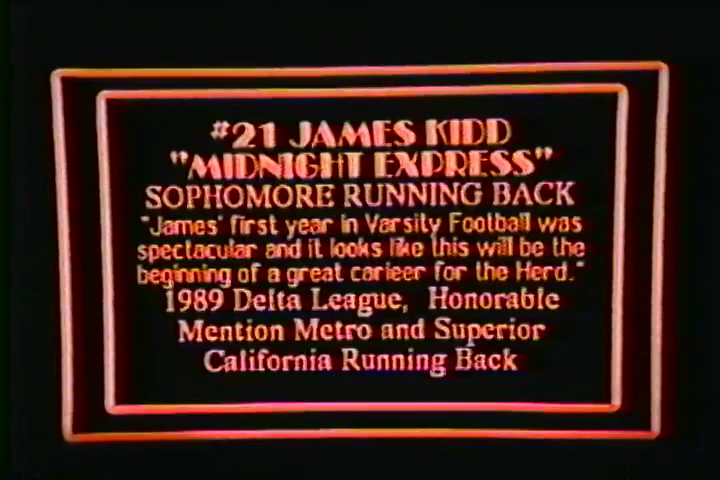 #21 JAMES KIDD
"MIDNIGHT EXPRESS"
SOPHOMORE RUNNING BACK
"James' first year in Varsity Football was
spectacular and it looks like this will be the
beginning of a great carieer for the Herd."
1989 Delta League, Honorable
Mention Metro and Superior
California Running Back